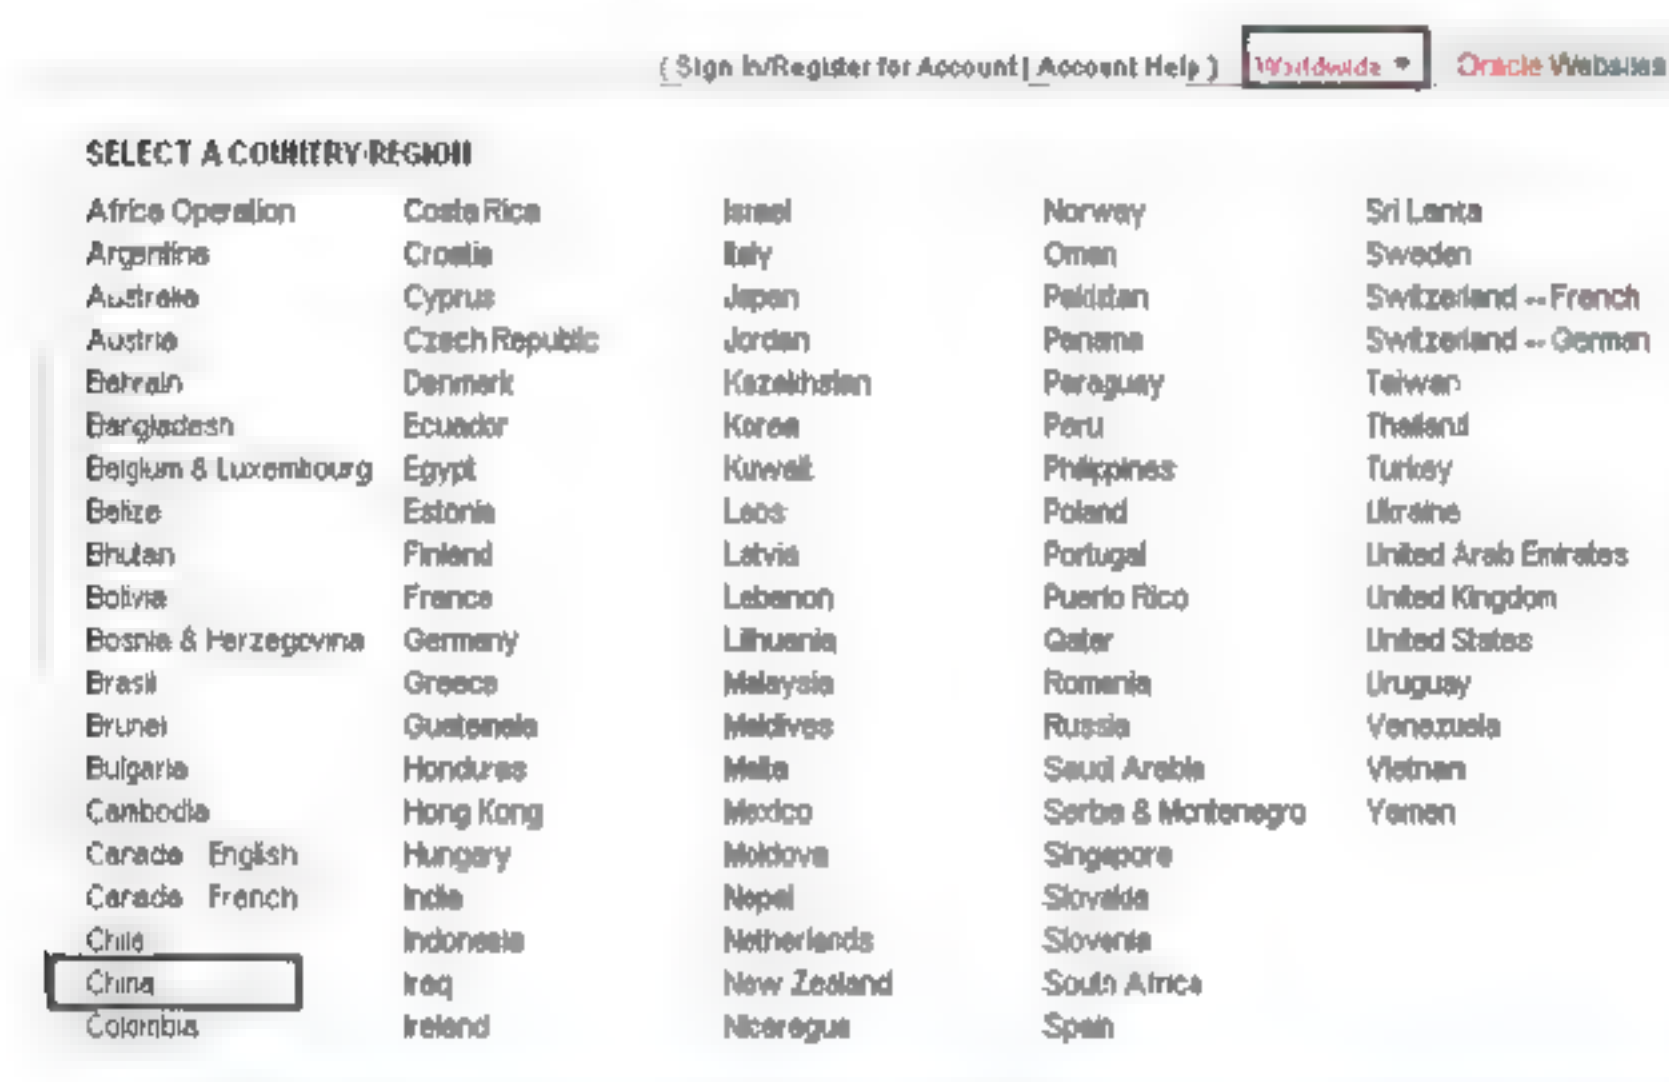 ( Sign In/Register for Account | Account Help ) Worldwide Oracle Websites
SELECT A COUNTRY/REGION
Africa Operation
Argentina
Australia
Austria
Bahrain
Bangladesh
Belgium & Luxembourg
Belize
Bhutan
Bolivia
Bosnia & Herzegovina
Brasil
Brunei
Bulgaria
Cambodia
Canada - English
Canada - French
Chile
China
Colombia
Costa Rica
Croatia
Cyprus
Czech Republic
Denmark
Ecuador
Egypt
Estonia
Finland
France
Germany
Greece
Guatemala
Honduras
Hong Kong
Hungary
India
Indonesia
Iraq
Ireland
Israel
Italy
Japan
Jordan
Kazakhstan
Korea
Kuwait
Laos
Latvia
Lebanon
Lithuania
Malaysia
Maldives
Malta
Mexico
Moldova
Nepal
Netherlands
New Zealand
Nicaragua
Norway
Oman
Pakistan
Panama
Paraguay
Peru
Philippines
Poland
Portugal
Puerto Rico
Qatar
Romania
Russia
Saudi Arabia
Serbia & Montenegro
Singapore
Slovakia
Slovenia
South Africa
Spain
Sri Lanka
Sweden
Switzerland -- French
Switzerland -- German
Taiwan
Thailand
Turkey
Ukraine
United Arab Emirates
United Kingdom
United States
Uruguay
Venezuela
Vietnam
Yemen